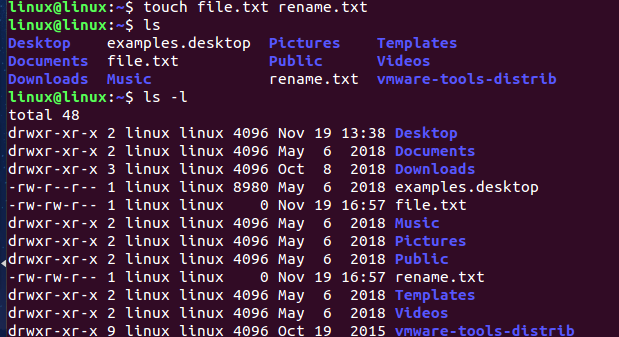 linux@linux:~$ touch file.txt rename.txt
linux@linux:~$ ls
Desktop    examples.desktop  Pictures    Templates
Documents  file.txt          Public      Videos
Downloads  Music             rename.txt  vmware-tools-distrib
linux@linux:~$ ls -l
total 48
drwxr-xr-x 2 linux linux 4096 Nov 19 13:38 Desktop
drwxr-xr-x 2 linux linux 4096 May  6  2018 Documents
drwxr-xr-x 3 linux linux 4096 Oct  8  2018 Downloads
-rw-r--r-- 1 linux linux 8980 May  6  2018 examples.desktop
-rw-rw-r-- 1 linux linux    0 Nov 19 16:57 file.txt
drwxr-xr-x 2 linux linux 4096 May  6  2018 Music
drwxr-xr-x 2 linux linux 4096 May  6  2018 Pictures
drwxr-xr-x 2 linux linux 4096 May  6  2018 Public
-rw-rw-r-- 1 linux linux    0 Nov 19 16:57 rename.txt
drwxr-xr-x 2 linux linux 4096 May  6  2018 Templates
drwxr-xr-x 2 linux linux 4096 May  6  2018 Videos
drwxr-xr-x 9 linux linux 4096 Oct 19  2015 vmware-tools-distrib